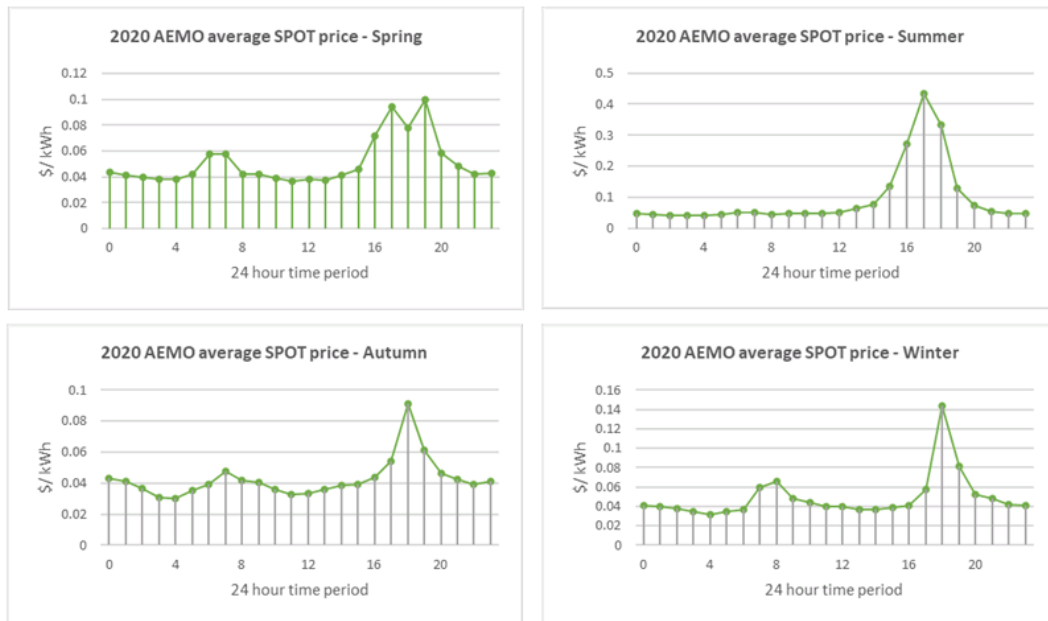 2020 AEMO average SPOT price - Spring
0.12
0.1
0.08
0.06
0.04
0.02
0
$/ kWh
0 4 8 12 16 20
24 hour time period
2020 AEMO average SPOT price - Summer
0.5
0.4
0.3
0.2
0.1
0
$/ kWh
0 4 8 12 16 20
24 hour time period
2020 AEMO average SPOT price - Autumn
0.1
0.08
0.06
0.04
0.02
0
$/ kWh
0 4 8 12 16 20
24 hour time period
2020 AEMO average SPOT price - Winter
0.16
0.14
0.12
0.1
0.08
0.06
0.04
0.02
0
$/ kWh
0 4 8 12 16 20
24 hour time period